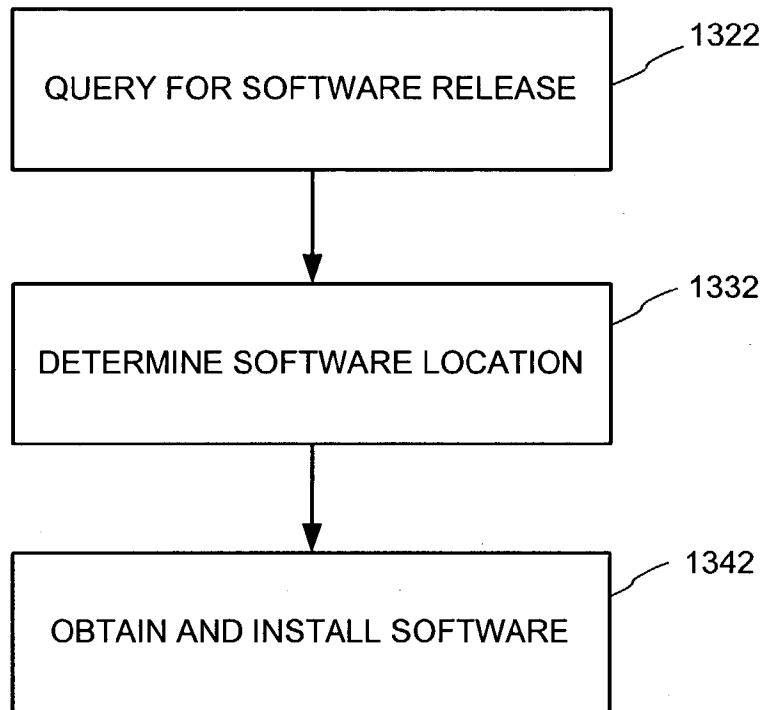 1322
QUERY FOR SOFTWARE RELEASE
1332
DETERMINE SOFTWARE LOCATION
1342
OBTAIN AND INSTALL SOFTWARE